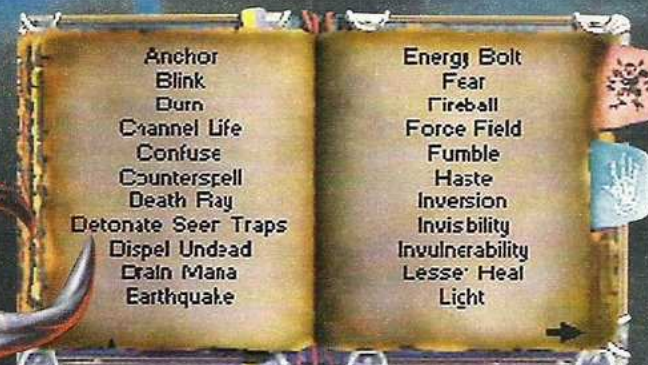 Anchor
Blink
Burn
Channel Life
Confuse
Counterspell
Death Ray
Detonate Seen Traps
Dispel Undead
Drain Mana
Earthquake
Energy Bolt
Fear
Fireball
Force Field
Fumble
Haste
Inversion
Invisibility
Invulnerability
Lesser Heal
Light